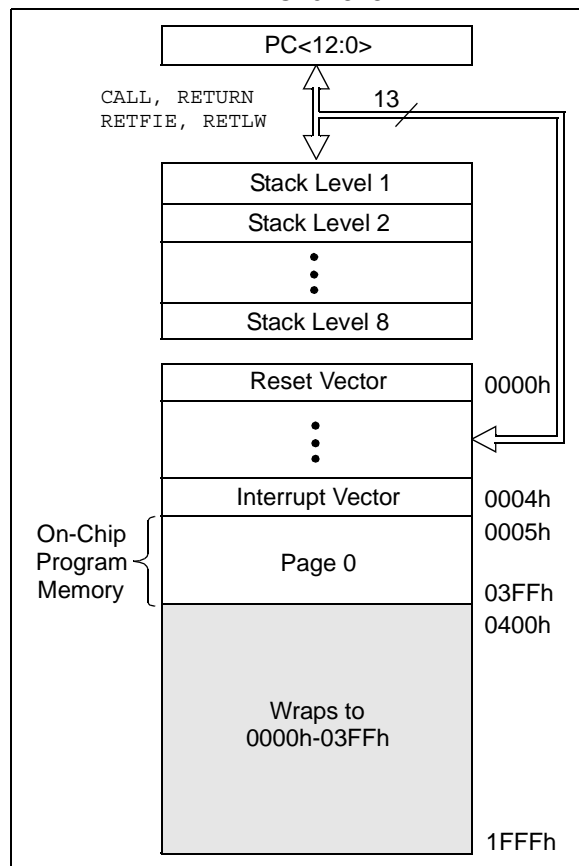 PC<12:0>
CALL, RETURN
RETFIE, RETLW
13
Stack Level 1
Stack Level 2
Stack Level 8
Reset Vector
0000h
Interrupt Vector
0004h
On-Chip
Program
Memory
0005h
Page 0
03FFh
0400h
Wraps to
0000h-03FFh
1FFFh